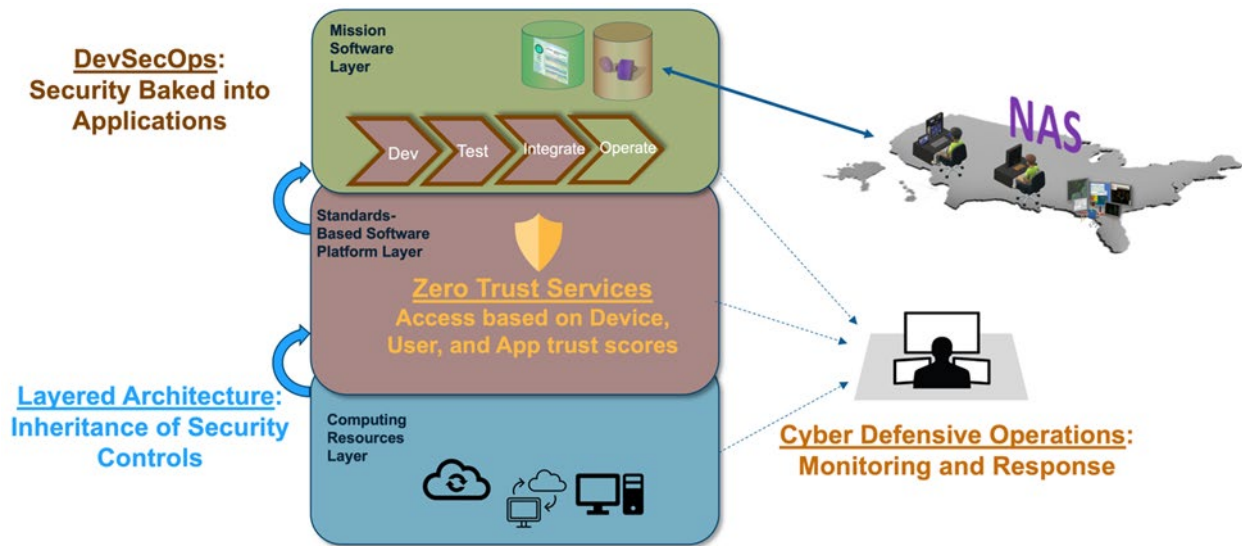 DevSecOps:
Security Baked into
Applications
Mission
Software
Layer
Dev
Test
Integrate
Operate
NAS
Standards-
Based Software
Platform Layer
Zero Trust Services
Access based on Device,
User, and App trust scores
Layered Architecture:
Inheritance of Security
Controls
Computing
Resources
Layer
Cyber Defensive Operations:
Monitoring and Response